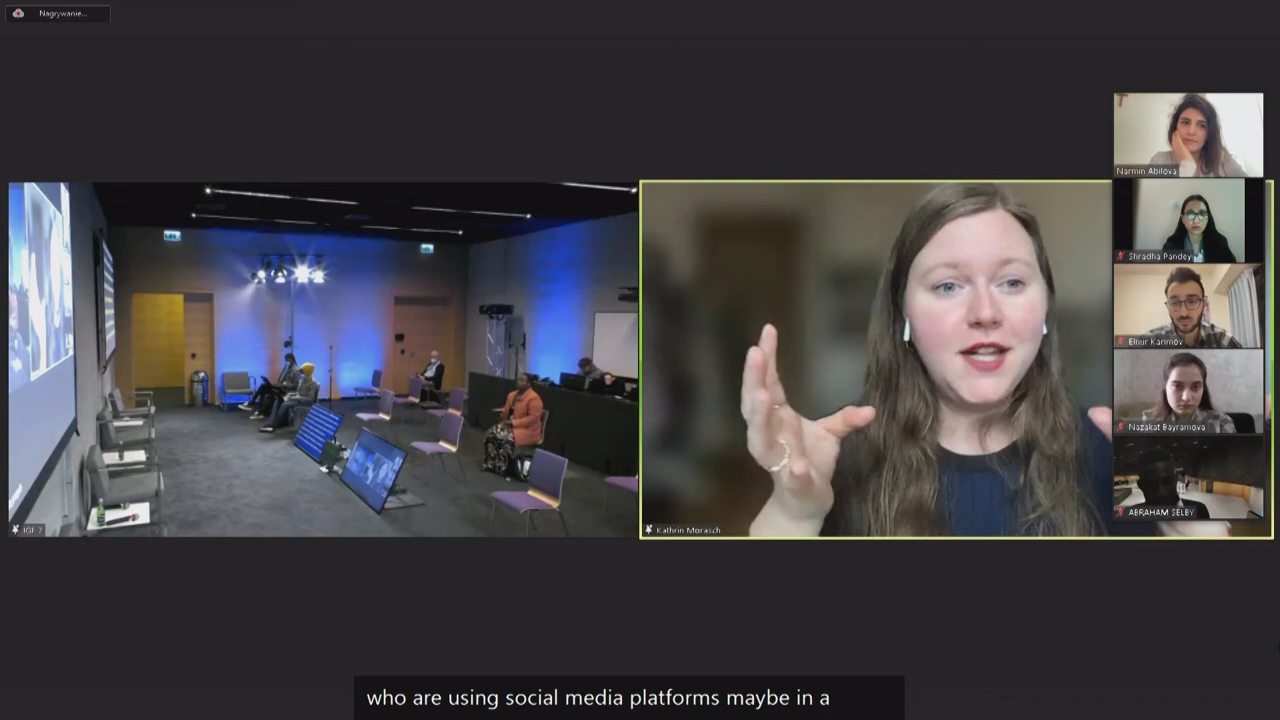 Nagrywanie...
Narmin Abilova
Shradha Pandey
Elnur Karimov
Nazakat Bayramova
ABRAHAM SELBY
IGF 7
Kathrin Morasch
who are using social media platforms maybe in a